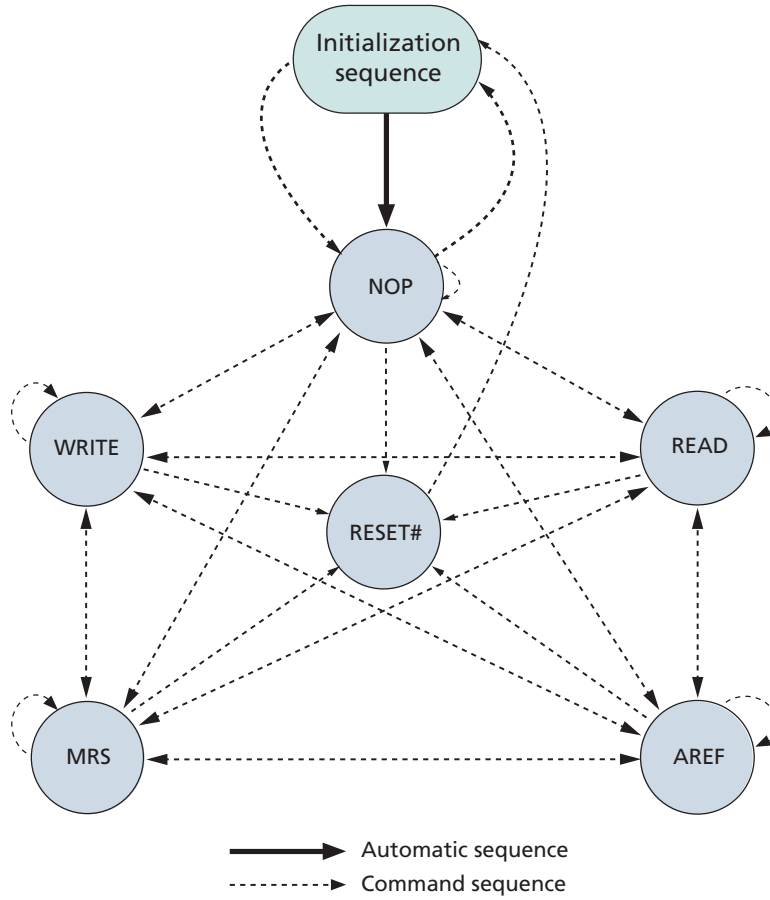 Initialization
sequence
NOP
WRITE
READ
RESET#
MRS
AREF
Automatic sequence
Command sequence